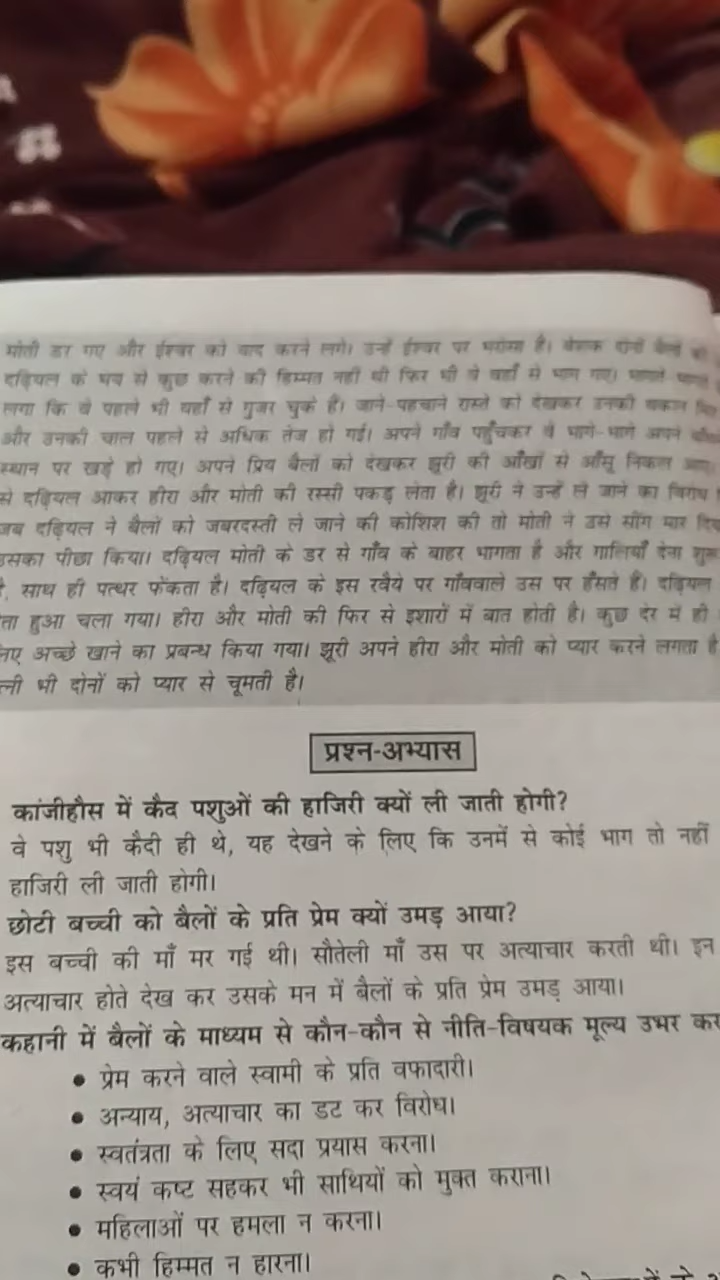 मोती डर गए और ईश्वर को याद करने लगे। उन्हें ईश्वर पर भरोसा है। बेशक दोनों बैलों
दढ़ियल के भय से कुछ करने की हिम्मत नहीं थी फिर भी वे वहाँ से भाग गए। भागते
लगा कि वे पहले भी यहाँ से गुजर चुके हैं। जाने-पहचाने रास्ते को देखकर उनकी थकान
और उनकी चाल पहले से अधिक तेज हो गई। अपने गाँव पहुँचकर वे भागे-भागे अपने
स्थान पर खड़े हो गए। अपने प्रिय बैलों को देखकर झूरी की आँखों से आँसू निकल
से दढ़ियल आकर हीरा और मोती की रस्सी पकड़ लेता है। झूरी ने उन्हें ले जाने का विरोध
जब दढ़ियल ने बैलों को जबरदस्ती ले जाने की कोशिश की तो मोती ने उसे सींग मार
उसका पीछा किया। दढ़ियल मोती के डर से गाँव के बाहर भागता है और गालियाँ देना
, साथ ही पत्थर फेंकता है। दढ़ियल के इस रवैये पर गाँववाले उस पर हँसते हैं। दढ़ियल
ता हुआ चला गया। हीरा और मोती की फिर से इशारों में बात होती है। कुछ देर में ही
अच्छे खाने का प्रबन्ध किया गया। झूरी अपने हीरा और मोती को प्यार करने लगता है
भी दोनों को प्यार से चूमती है।
प्रश्न-अभ्यास
कांजीहौस में कैद पशुओं की हाजिरी क्यों ली जाती होगी?
वे पशु भी कैदी ही थे, यह देखने के लिए कि उनमें से कोई भाग तो नहीं
हाजिरी ली जाती होगी।
छोटी बच्ची को बैलों के प्रति प्रेम क्यों उमड़ आया?
इस बच्ची की माँ मर गई थी। सौतेली माँ उस पर अत्याचार करती थी। इन
अत्याचार होते देख कर उसके मन में बैलों के प्रति प्रेम उमड़ आया।
कहानी में बैलों के माध्यम से कौन-कौन से नीति-विषयक मूल्य उभर कर
• प्रेम करने वाले स्वामी के प्रति वफादारी।
• अन्याय, अत्याचार का डट कर विरोध।
• स्वतंत्रता के लिए सदा प्रयास करना।
• स्वयं कष्ट सहकर भी साथियों को मुक्त कराना।
• महिलाओं पर हमला न करना।
• कभी हिम्मत न हारना।